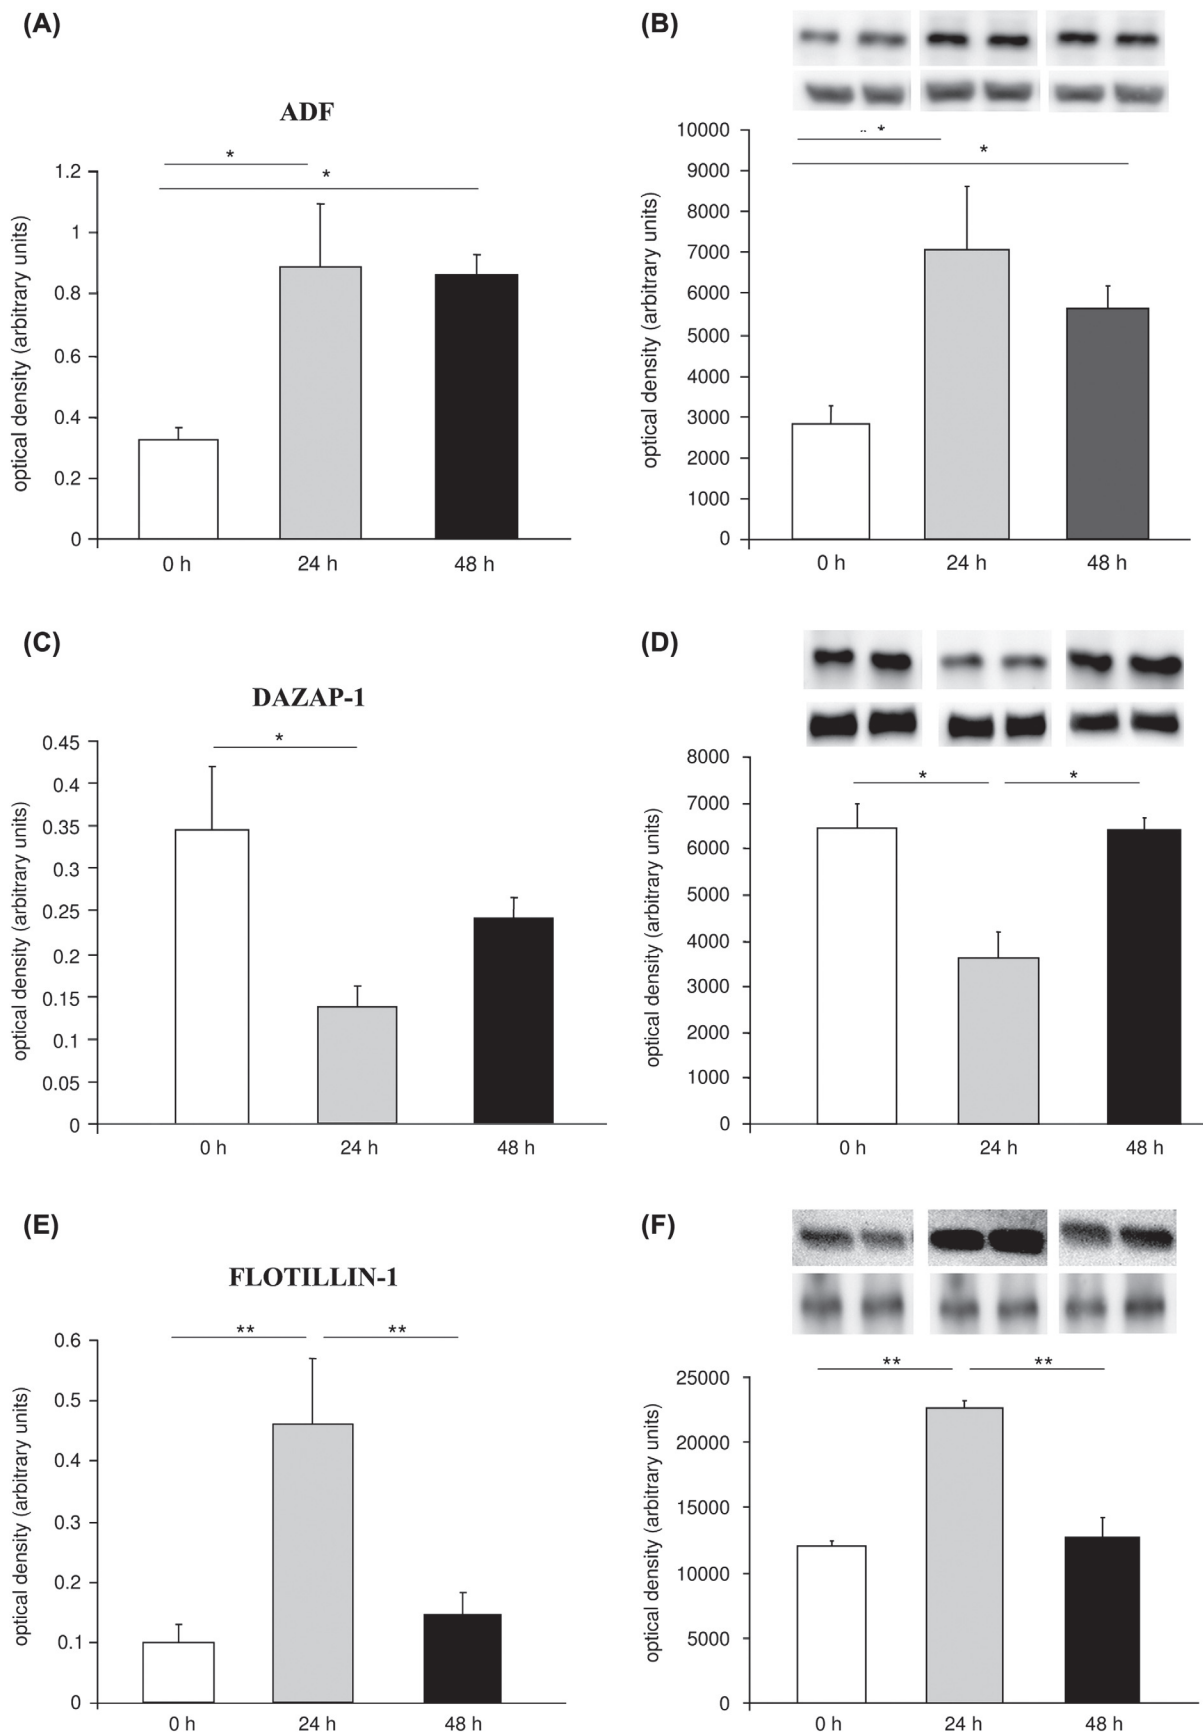 (A)
ADF
* 
*
optical density (arbitrary units)
1.2
1
0.8
0.6
0.4
0.2
0
0 h 24 h 48 h
(B)
*
*
optical density (arbitrary units)
10000
9000
8000
7000
6000
5000
4000
3000
2000
1000
0
0 h 24 h 48 h
(C)
DAZAP-1
*
optical density (arbitrary units)
0.45
0.4
0.35
0.3
0.25
0.2
0.15
0.1
0.05
0
0 h 24 h 48 h
(D)
* *
optical density (arbitrary units)
8000
7000
6000
5000
4000
3000
2000
1000
0
0 h 24 h 48 h
(E)
FLOTILLIN-1
** **
optical density (arbitrary units)
0.6
0.5
0.4
0.3
0.2
0.1
0
0 h 24 h 48 h
(F)
** **
optical density (arbitrary units)
25000
20000
15000
10000
5000
0
0 h 24 h 48 h